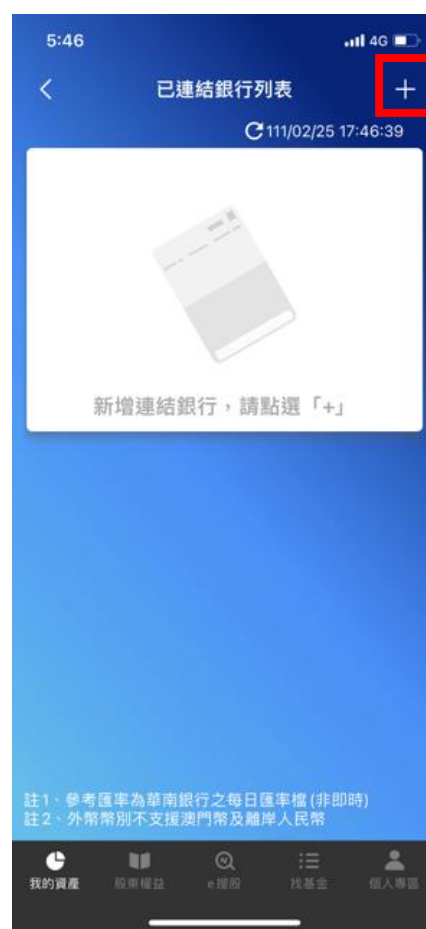 5:46
4G
已連結銀行列表
+
111/02/25 17:46:39
新增連結銀行，請點選「+」
註1、參考匯率為華南銀行之每日匯率檔(非即時)
註2、外幣幣別不支援澳門幣及離岸人民幣
我的資產 股東權益 e搜股 找基金 個人專區